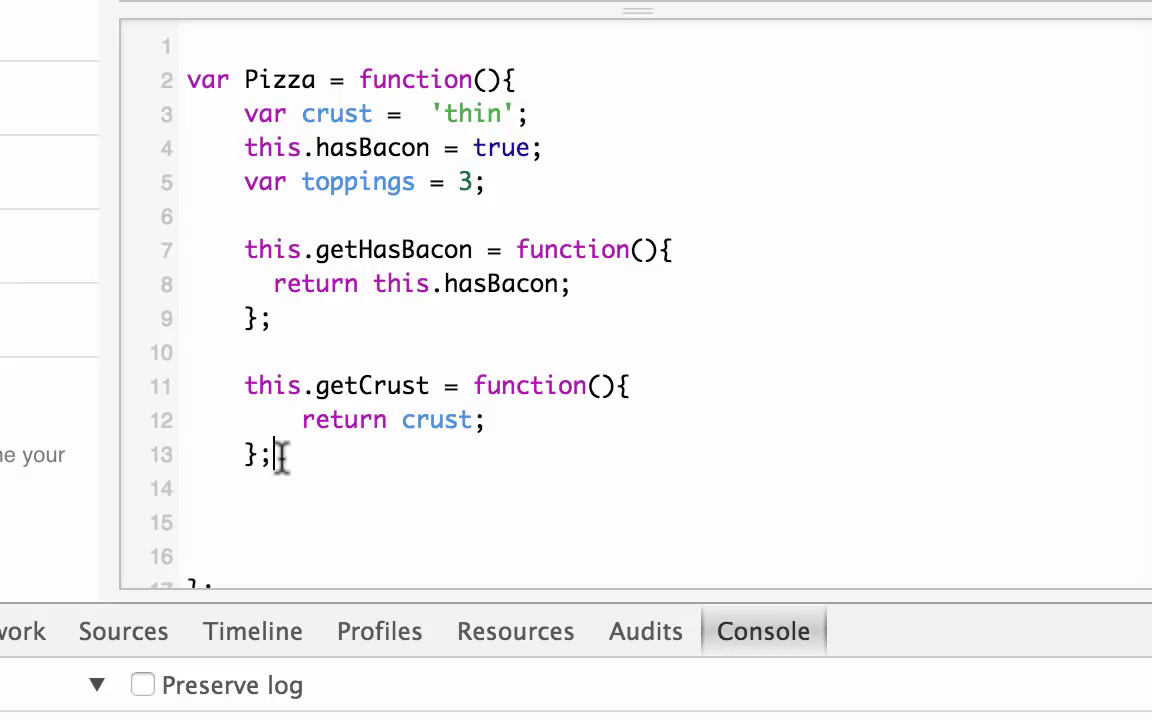 1
2 var Pizza = function(){
3 var crust =  'thin';
4 this.hasBacon = true;
5 var toppings = 3;
6
7 this.getHasBacon = function(){
8 return this.hasBacon;
9 };
10
11 this.getCrust = function(){
12 return crust;
13 };
14
15
16
17 };
your
Sources Timeline Profiles Resources Audits Console
▼ Preserve log